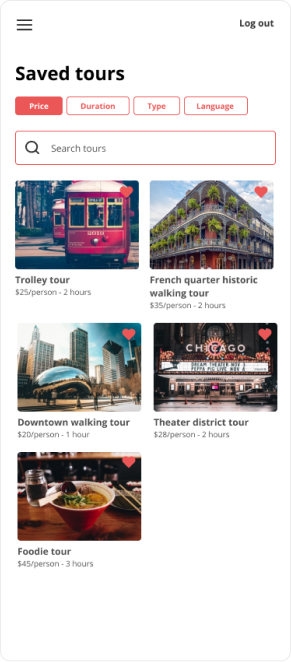 Log out
Saved tours
Price
Duration
Type
Language
Search tours
Trolley tour
$25/person - 2 hours
French quarter historic
walking tour
$35/person - 2 hours
CHICAGO
Downtown walking tour
$20/person - 1 hour
Theater district tour
$28/person - 2 hours
Foodie tour
$45/person - 3 hours